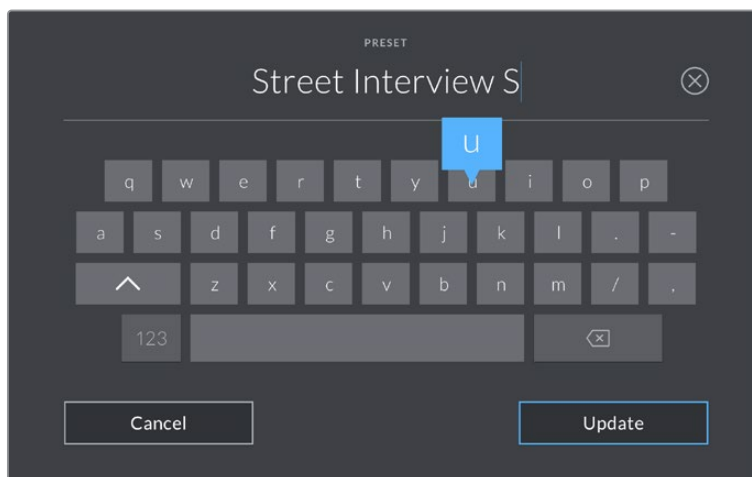 PRESET
Street Interview S
u
q w e r t y u i o p
a s d f g h j k l . -
z x c v b n m / ,
123
Cancel Update